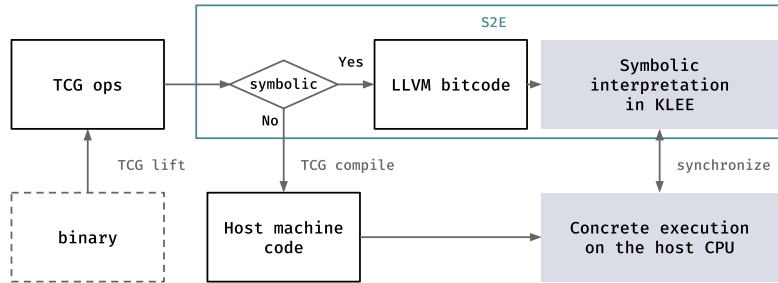 S2E
TCG ops
symbolic
Yes
No
LLVM bitcode
Symbolic
interpretation
in KLEE
TCG lift
TCG compile
synchronize
binary
Host machine
code
Concrete execution
on the host CPU